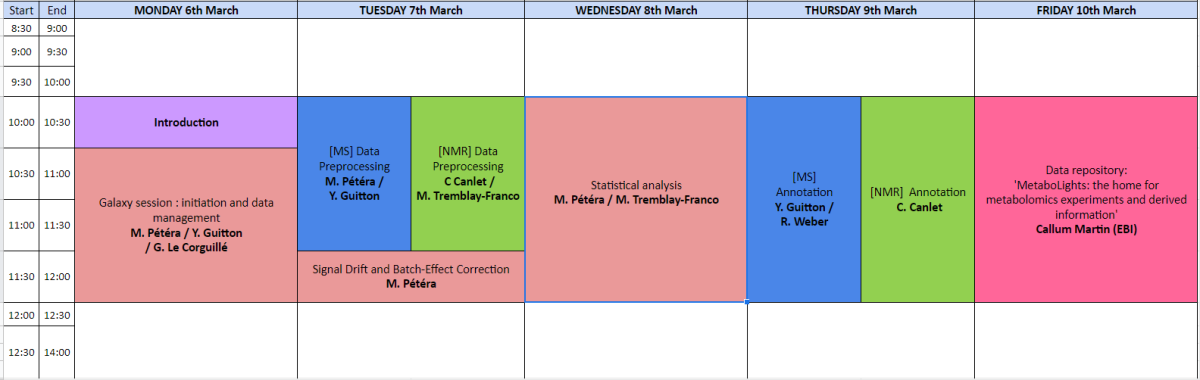 Start End MONDAY 6th March TUESDAY 7th March WEDNESDAY 8th March THURSDAY 9th March FRIDAY 10th March
8:30 9:00
9:00 9:30
9:30 10:00
10:00 10:30
10:30 11:00
11:00 11:30
11:30 12:00
12:00 12:30
12:30 14:00
Introduction
Galaxy session : initiation and data
management
M. Pétéra / Y. Guitton
/ G. Le Corguillé
[MS] Data
Preprocessing
M. Pétéra /
Y. Guitton
[NMR] Data
Preprocessing
C Canlet /
M. Tremblay-Franco
Signal Drift and Batch-Effect Correction
M. Pétéra
Statistical analysis
M. Pétéra / M. Tremblay-Franco
[MS]
Annotation
Y. Guitton /
R. Weber
[NMR] Annotation
C. Canlet
Data repository:
'MetaboLights: the home for
metabolomics experiments and derived
information'
Callum Martin (EBI)